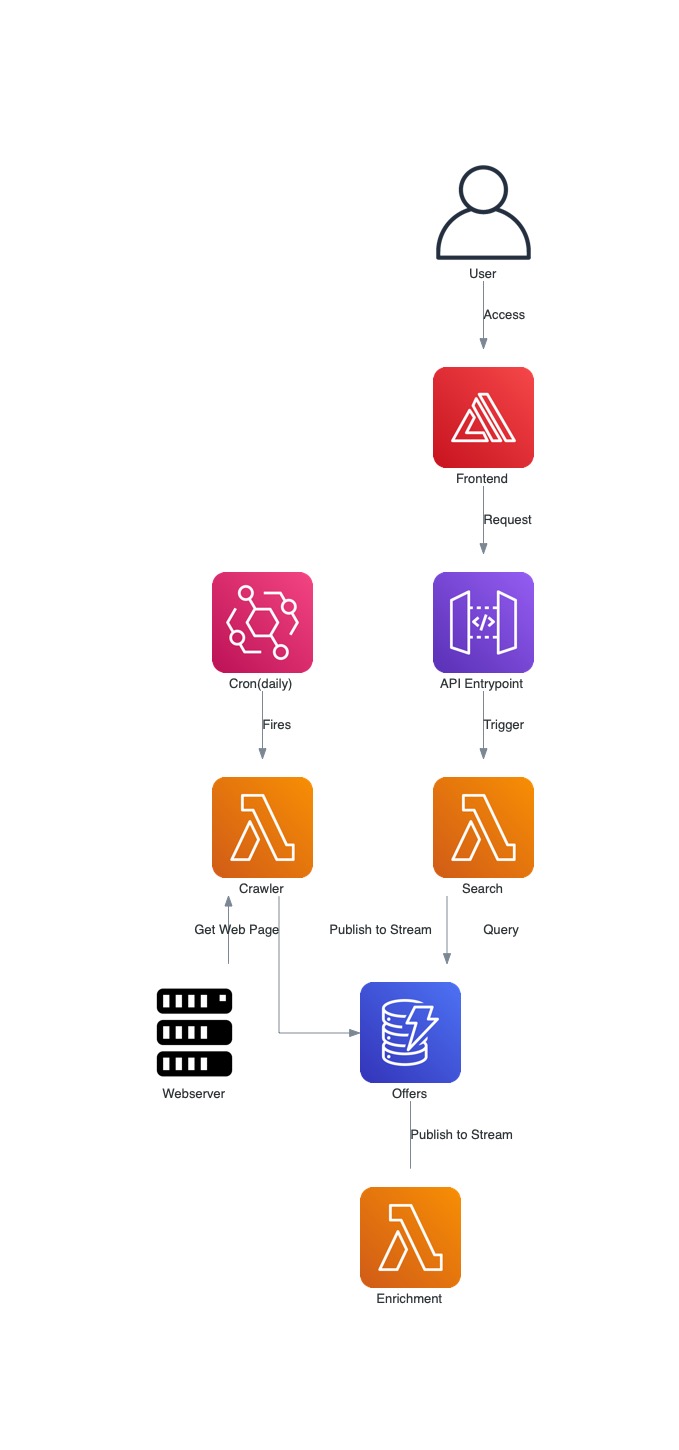 User
Access
Frontend
Request
Cron(daily)
API Entrypoint
Fires
Trigger
Crawler
Search
Get Web Page
Publish to Stream
Query
Webserver
Offers
Publish to Stream
Enrichment